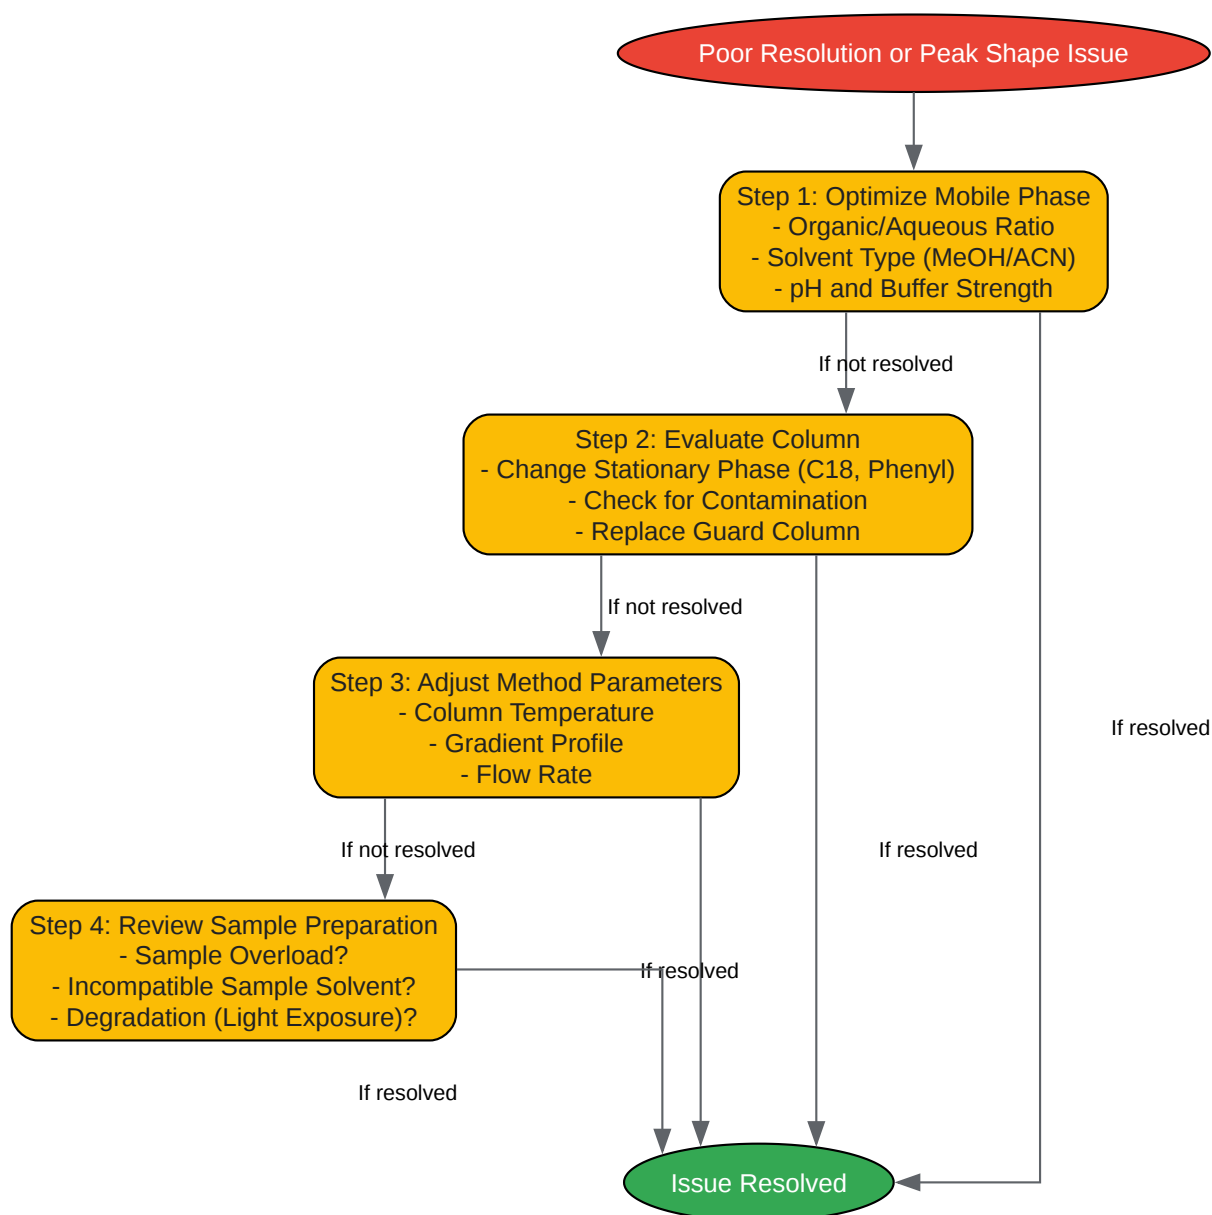 Poor Resolution or Peak Shape Issue
Step 1: Optimize Mobile Phase
- Organic/Aqueous Ratio
- Solvent Type (MeOH/ACN)
- pH and Buffer Strength
If not resolved
Step 2: Evaluate Column
- Change Stationary Phase (C18, Phenyl)
- Check for Contamination
- Replace Guard Column
If not resolved
Step 3: Adjust Method Parameters
- Column Temperature
- Gradient Profile
- Flow Rate
If resolved
If not resolved
If resolved
Step 4: Review Sample Preparation
- Sample Overload?
- Incompatible Sample Solvent?
- Degradation (Light Exposure)?
If resolved
If resolved
Issue Resolved